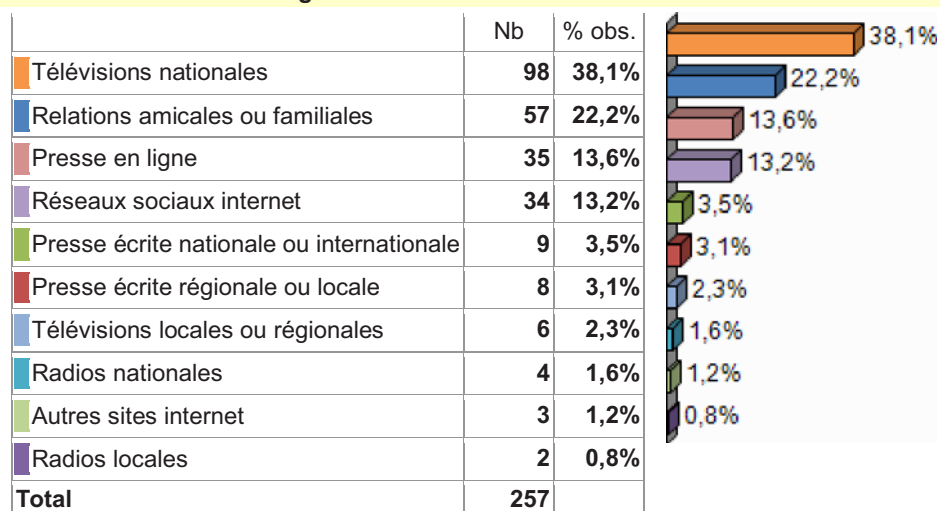 Nb % obs.
Télévisions nationales 98 38,1%
Relations amicales ou familiales 57 22,2%
Presse en ligne 35 13,6%
Réseaux sociaux internet 34 13,2%
Presse écrite nationale ou internationale 9 3,5%
Presse écrite régionale ou locale 8 3,1%
Télévisions locales ou régionales 6 2,3%
Radios nationales 4 1,6%
Autres sites internet 3 1,2%
Radios locales 2 0,8%
Total 257
38,1%
22,2%
13,6%
13,2%
3,5%
3,1%
2,3%
1,6%
1,2%
0,8%